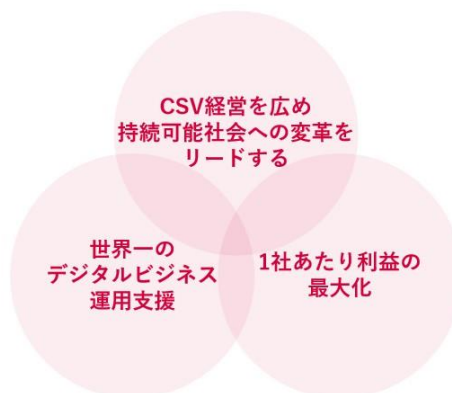 CSV経営を広め
持続可能社会への変革を
リードする
世界一の
デジタルビジネス
運用支援
1社あたり利益の
最大化